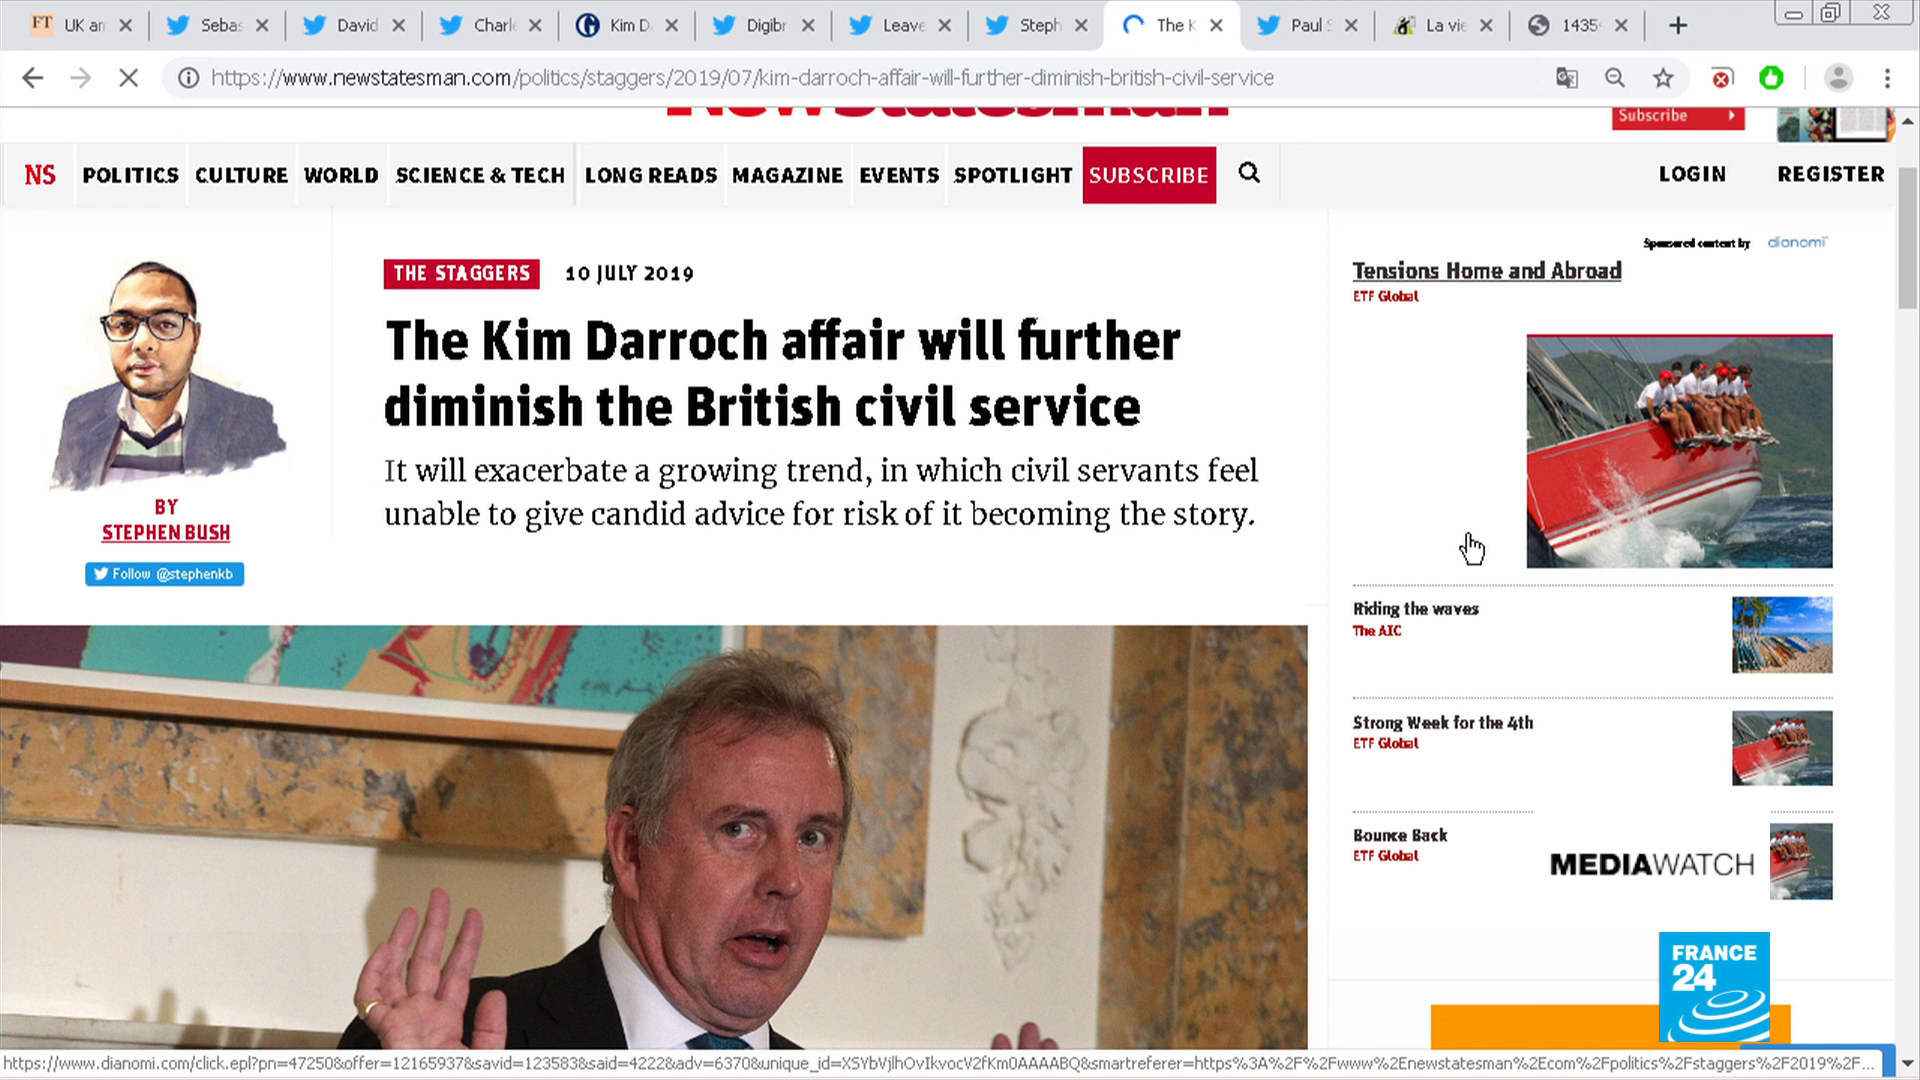 FT UK am
Sebas
David
Charl
Kim D
Digibr
Leave
Steph
The K
Paul S
La vie
1435
https://www.newstatesman.com/politics/staggers/2019/07/kim-darroch-affair-will-further-diminish-british-civil-service
NewStatesman
Subscribe
NS POLITICS CULTURE WORLD SCIENCE & TECH LONG READS MAGAZINE EVENTS SPOTLIGHT SUBSCRIBE LOGIN REGISTER
THE STAGGERS 10 JULY 2019
The Kim Darroch affair will further
diminish the British civil service
It will exacerbate a growing trend, in which civil servants feel
unable to give candid advice for risk of it becoming the story.
BY
STEPHEN BUSH
Follow @stephenkb
Sponsored content by dianomi
Tensions Home and Abroad
ETF Global
Riding the waves
The AIC
Strong Week for the 4th
ETF Global
Bounce Back
ETF Global
MEDIAWATCH
FRANCE
24
https://www.dianomi.com/click.epl?pn=47250&offer=12165937&savid=123583&said=4222&adv=6370&unique_id=XSYbVjlhOvIkvocV2fKm0AAAABQ&smartreferer=https%3A%2F%2Fwww%2Enewstatesman%2Ecom%2Fpolitics%2Fstaggers%2F2019%2F...